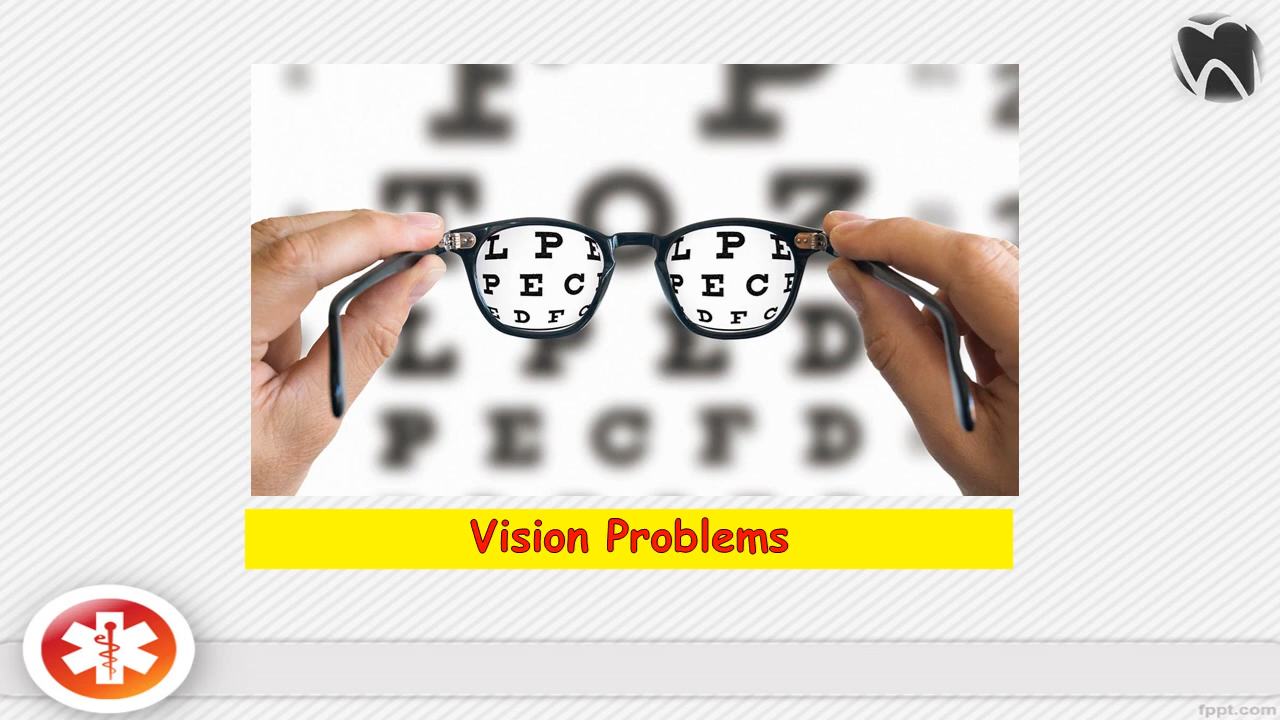 F P
T O Z
L P E D
L P E
P E C
E D F C
L P E
P E C F
E D F C
P E C F D
Vision Problems
fppt.com